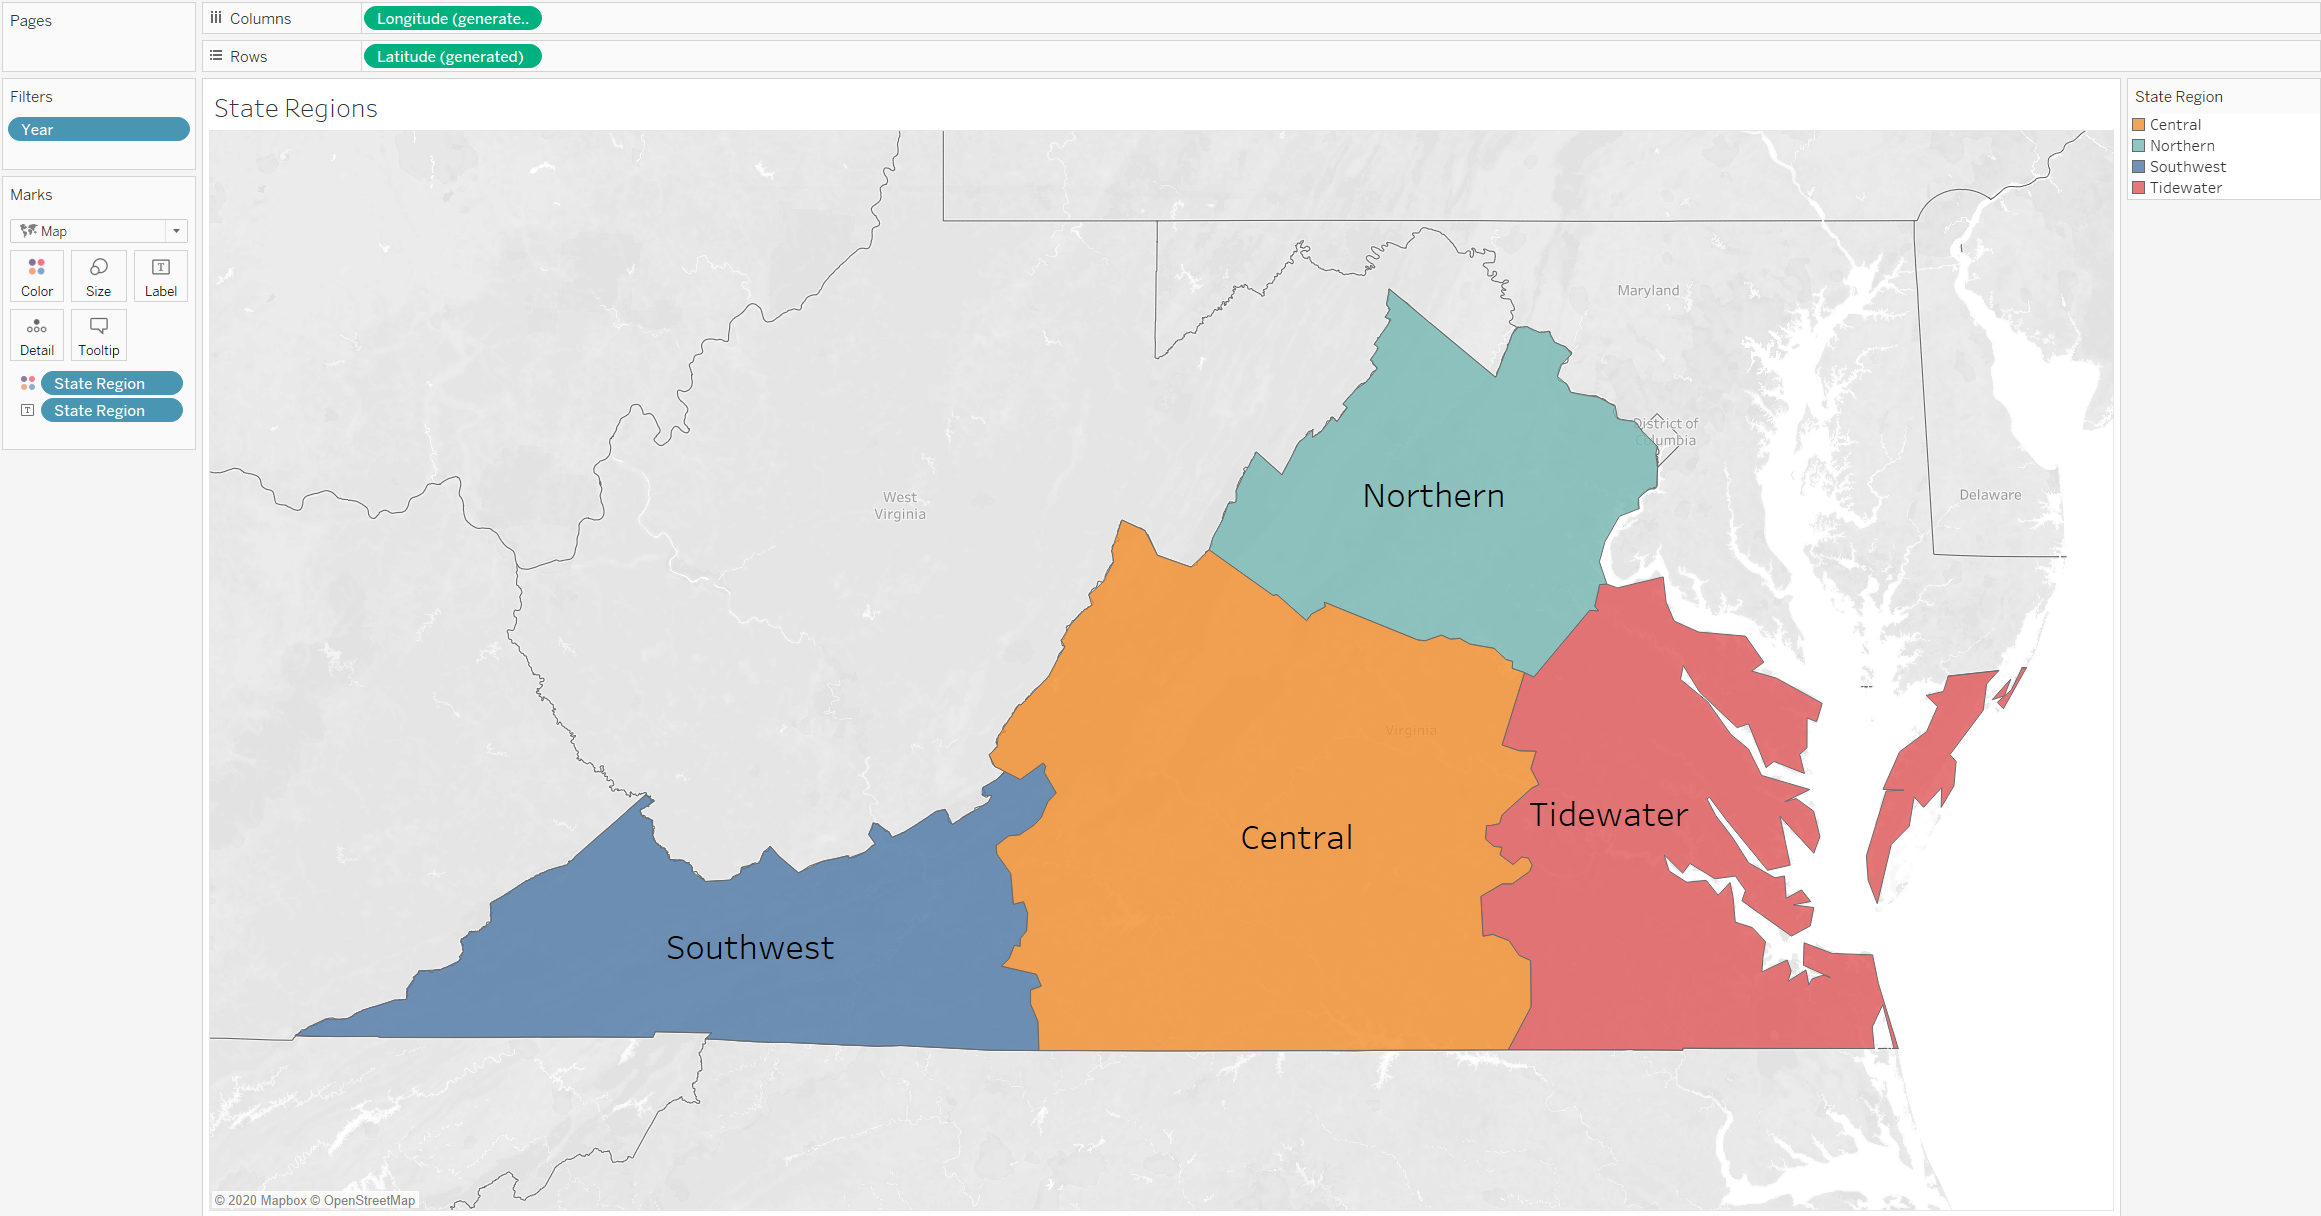 Pages
Columns
Longitude (generate..
Rows
Latitude (generated)
Filters
Year
Marks
Map
Color
Size
Label
Detail
Tooltip
State Region
State Region
State Regions
Maryland
District of
Columbia
Delaware
West
Virginia
Northern
Virginia
Tidewater
Central
Southwest
© 2020 Mapbox © OpenStreetMap
State Region
Central
Northern
Southwest
Tidewater